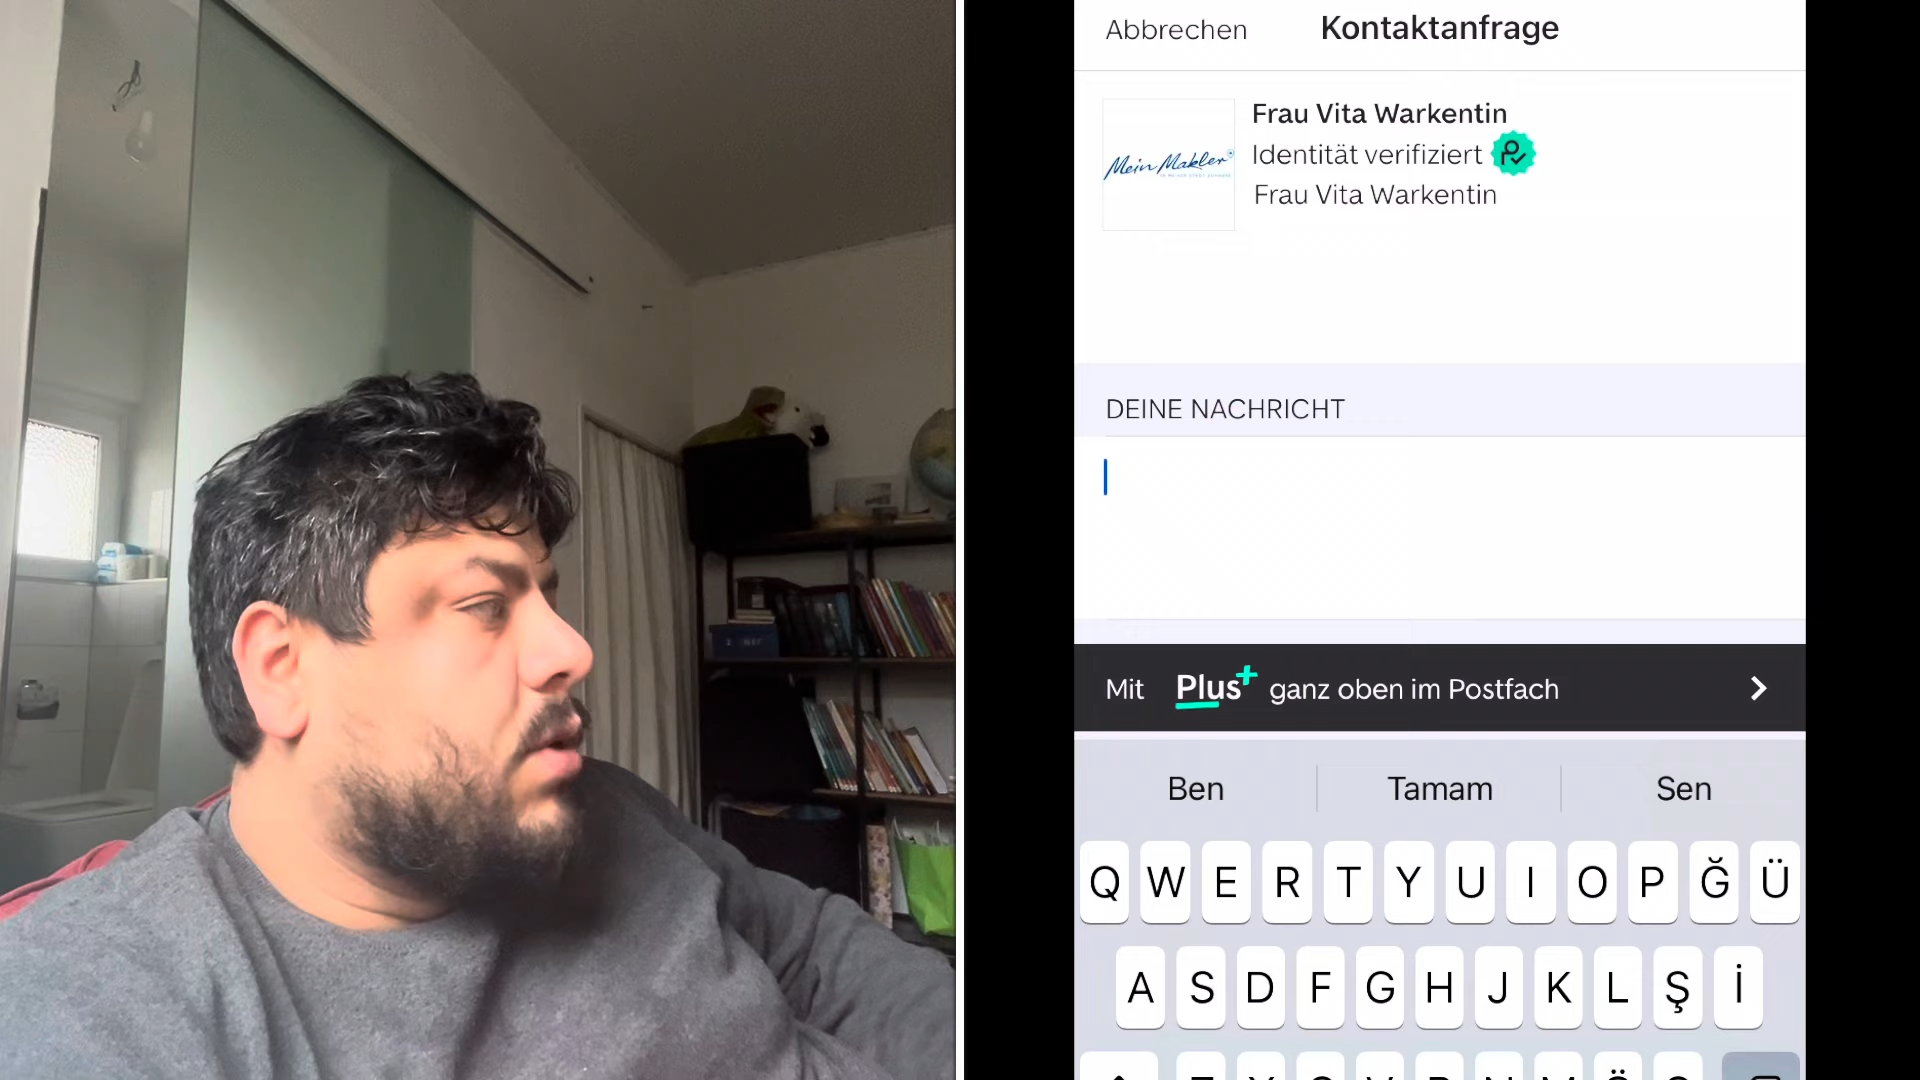 Abbrechen
Kontaktanfrage
Frau Vita Warkentin
Identität verifiziert
Frau Vita Warkentin
Mein Makler
DEINE NACHRICHT
Mit Plus+ ganz oben im Postfach
Ben
Tamam
Sen
Q W E R T Y U I O P Ğ Ü
A S D F G H J K L Ş İ